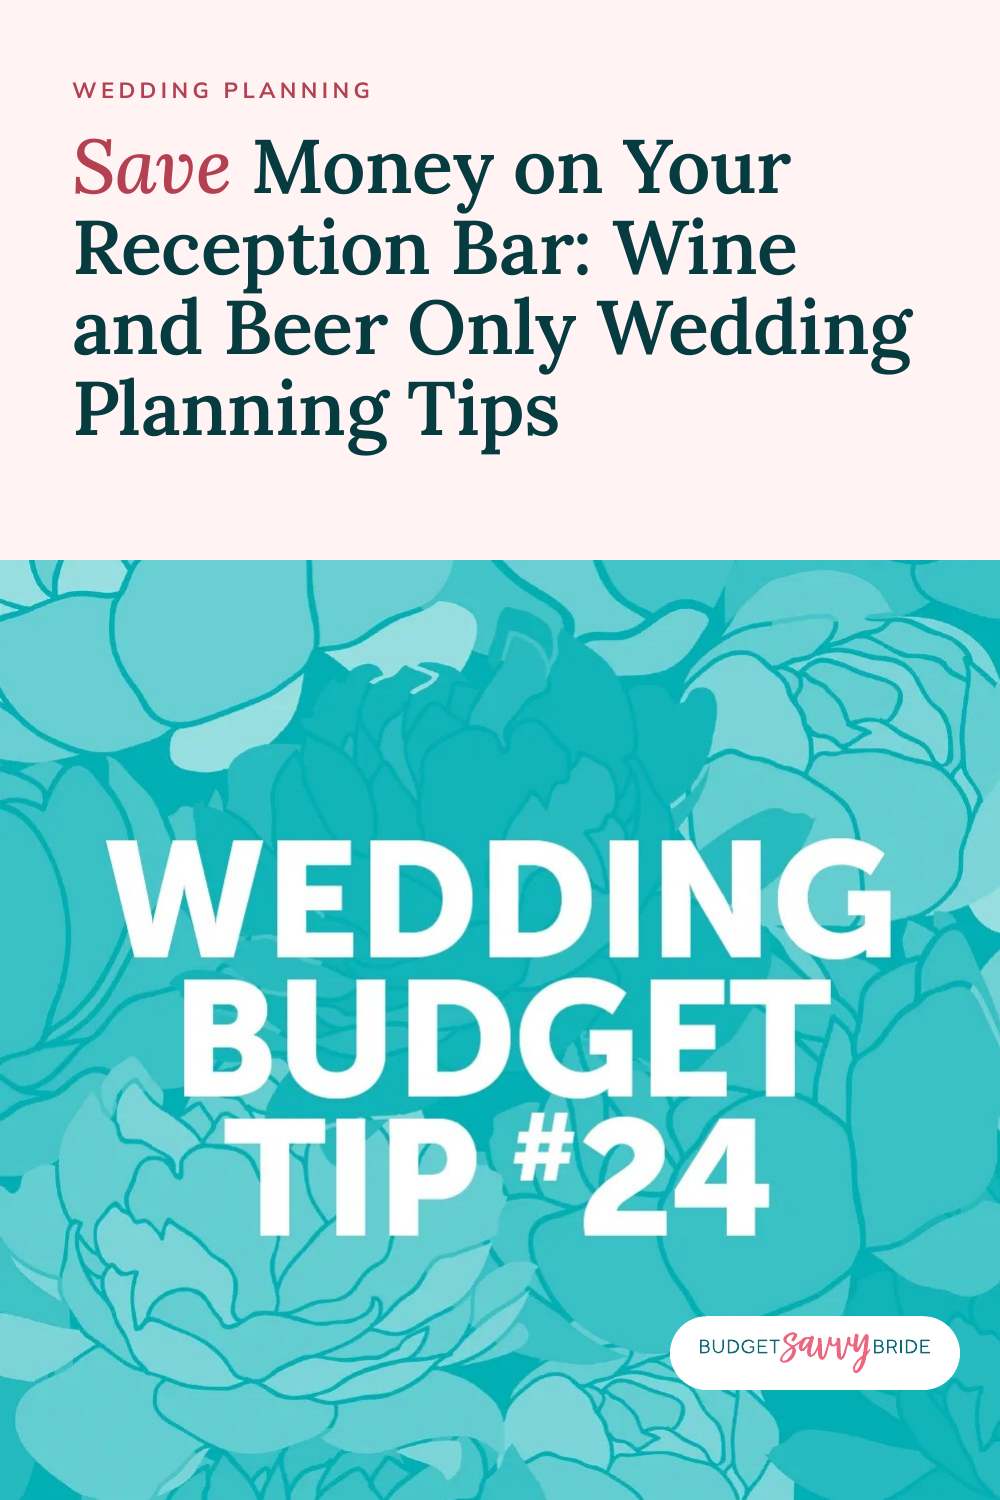 WEDDING PLANNING
Save Money on Your
Reception Bar: Wine
and Beer Only Wedding
Planning Tips
WEDDING
BUDGET
TIP #24
BUDGET savvy BRIDE